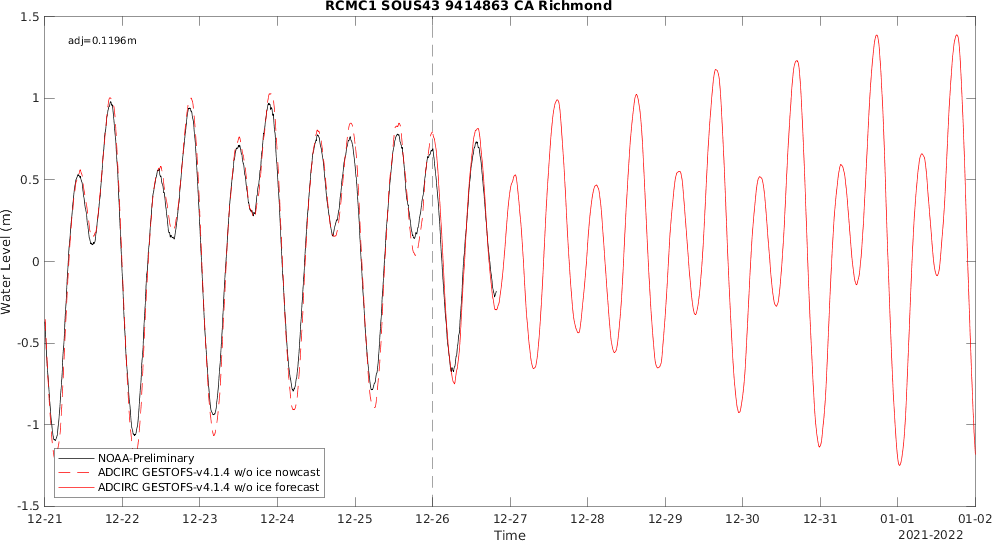 RCMC1 SOUS43 9414863 CA Richmond
adj=0.1196m
1.5
1
0.5
0
-0.5
-1
-1.5
Water Level (m)
NOAA-Preliminary
ADCIRC GESTOFS-v4.1.4 w/o ice nowcast
ADCIRC GESTOFS-v4.1.4 w/o ice forecast
12-21 12-22 12-23 12-24 12-25 12-26 12-27 12-28 12-29 12-30 12-31 01-01 01-02
Time
2021-2022